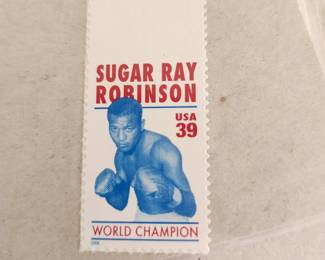 SUGAR RAY
ROBINSON
USA
39
WORLD CHAMPION